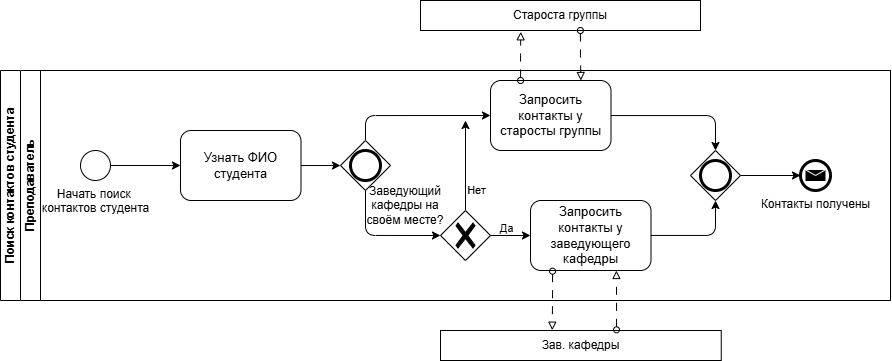 Староста группы
Поиск контактов студента
Преподаватель
Начать поиск
контактов студента
Узнать ФИО
студента
Запросить
контакты у
старосты группы
Заведующий
кафедры на
своём месте?
Нет
Да
Запросить
контакты у
заведующего
кафедры
Контакты получены
Зав. кафедры